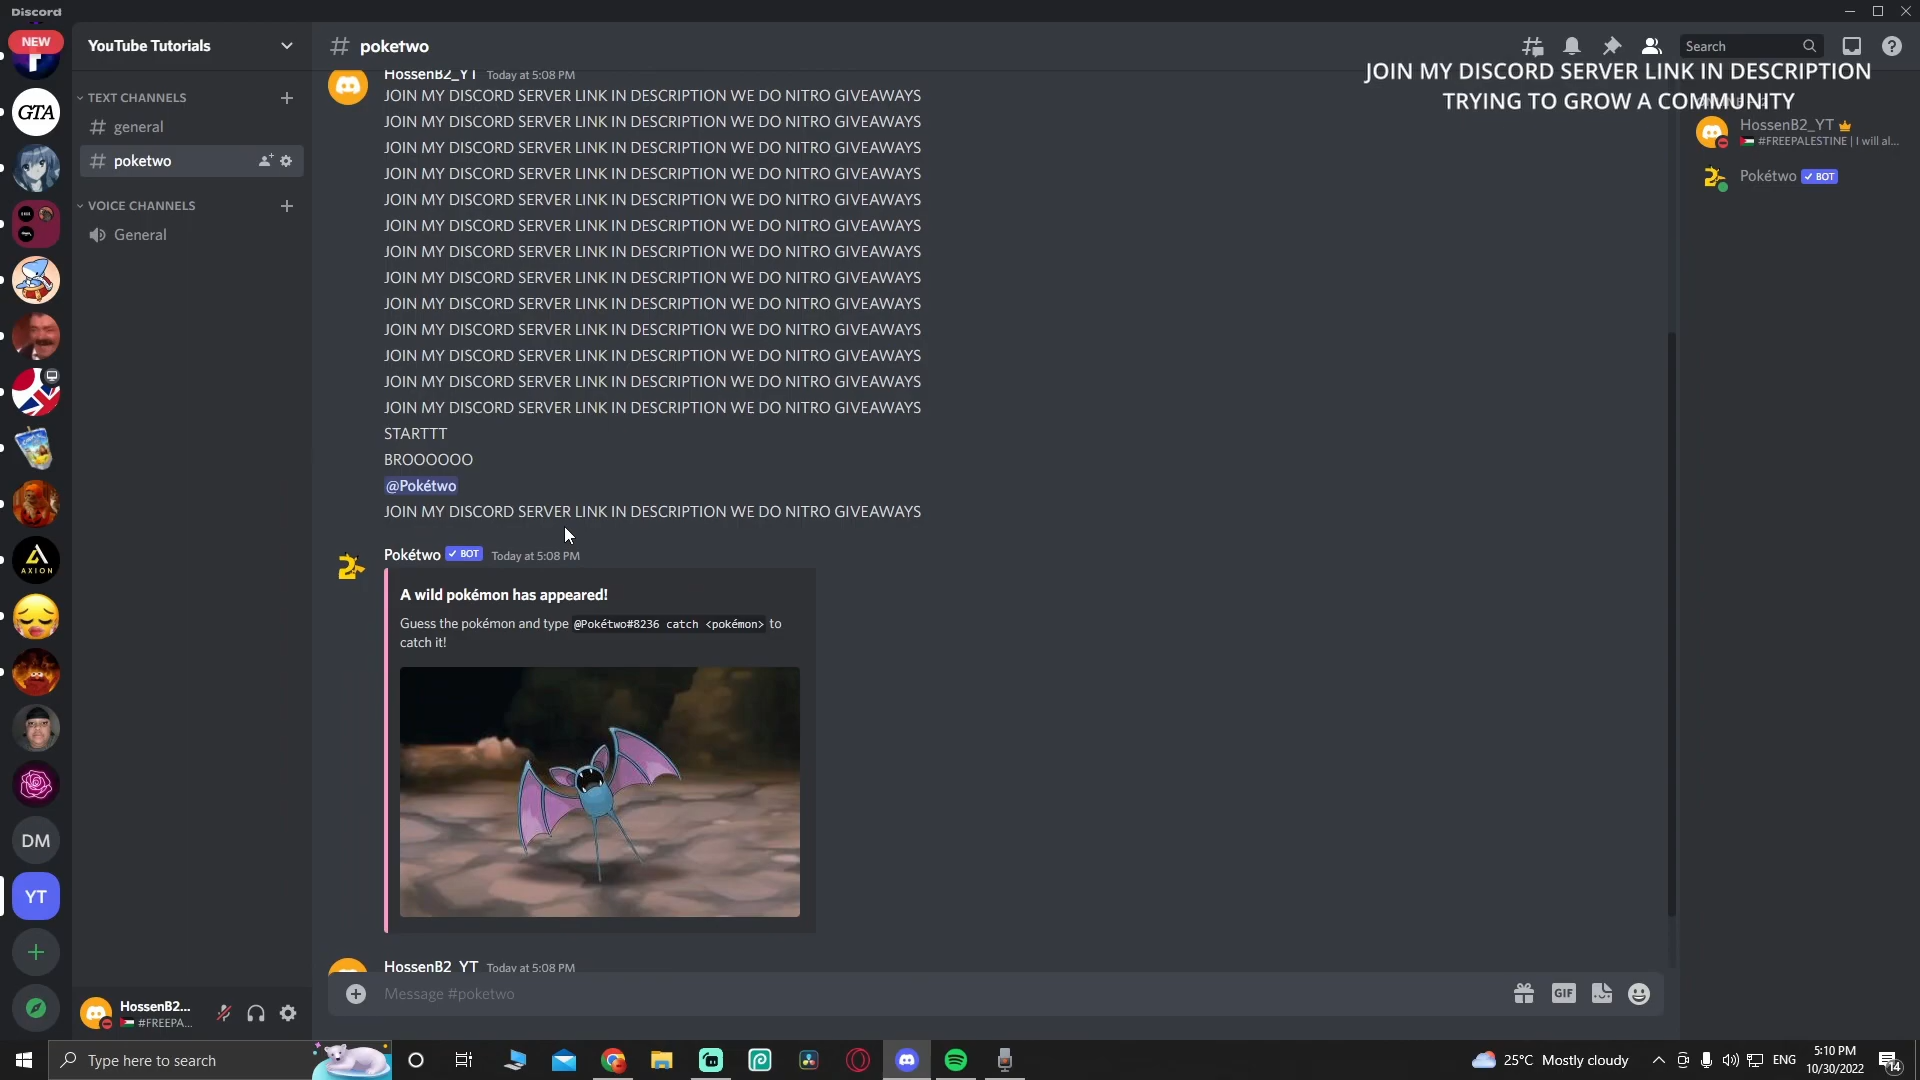 Discord
NEW
YouTube Tutorials
poketwo
Search
JOIN MY DISCORD SERVER LINK IN DESCRIPTION
TRYING TO GROW A COMMUNITY
TEXT CHANNELS
general
poketwo
VOICE CHANNELS
General
GTA
AXION
DM
YT
HossenB2_YT Today at 5:08 PM
JOIN MY DISCORD SERVER LINK IN DESCRIPTION WE DO NITRO GIVEAWAYS
JOIN MY DISCORD SERVER LINK IN DESCRIPTION WE DO NITRO GIVEAWAYS
JOIN MY DISCORD SERVER LINK IN DESCRIPTION WE DO NITRO GIVEAWAYS
JOIN MY DISCORD SERVER LINK IN DESCRIPTION WE DO NITRO GIVEAWAYS
JOIN MY DISCORD SERVER LINK IN DESCRIPTION WE DO NITRO GIVEAWAYS
JOIN MY DISCORD SERVER LINK IN DESCRIPTION WE DO NITRO GIVEAWAYS
JOIN MY DISCORD SERVER LINK IN DESCRIPTION WE DO NITRO GIVEAWAYS
JOIN MY DISCORD SERVER LINK IN DESCRIPTION WE DO NITRO GIVEAWAYS
JOIN MY DISCORD SERVER LINK IN DESCRIPTION WE DO NITRO GIVEAWAYS
JOIN MY DISCORD SERVER LINK IN DESCRIPTION WE DO NITRO GIVEAWAYS
JOIN MY DISCORD SERVER LINK IN DESCRIPTION WE DO NITRO GIVEAWAYS
JOIN MY DISCORD SERVER LINK IN DESCRIPTION WE DO NITRO GIVEAWAYS
JOIN MY DISCORD SERVER LINK IN DESCRIPTION WE DO NITRO GIVEAWAYS
STARTTT
BROOOOOO
@Pokétwo
JOIN MY DISCORD SERVER LINK IN DESCRIPTION WE DO NITRO GIVEAWAYS
Pokétwo BOT Today at 5:08 PM
A wild pokémon has appeared!
Guess the pokémon and type @Pokétwo#8236 catch <pokémon> to
catch it!
HossenB2_YT Today at 5:08 PM
Message #poketwo
GIF
HossenB2_YT
#FREEPALESTINE | I will al...
Pokétwo BOT
HossenB2...
#FREEPA...
Type here to search
25°C Mostly cloudy
ENG
5:10 PM
10/30/2022
14